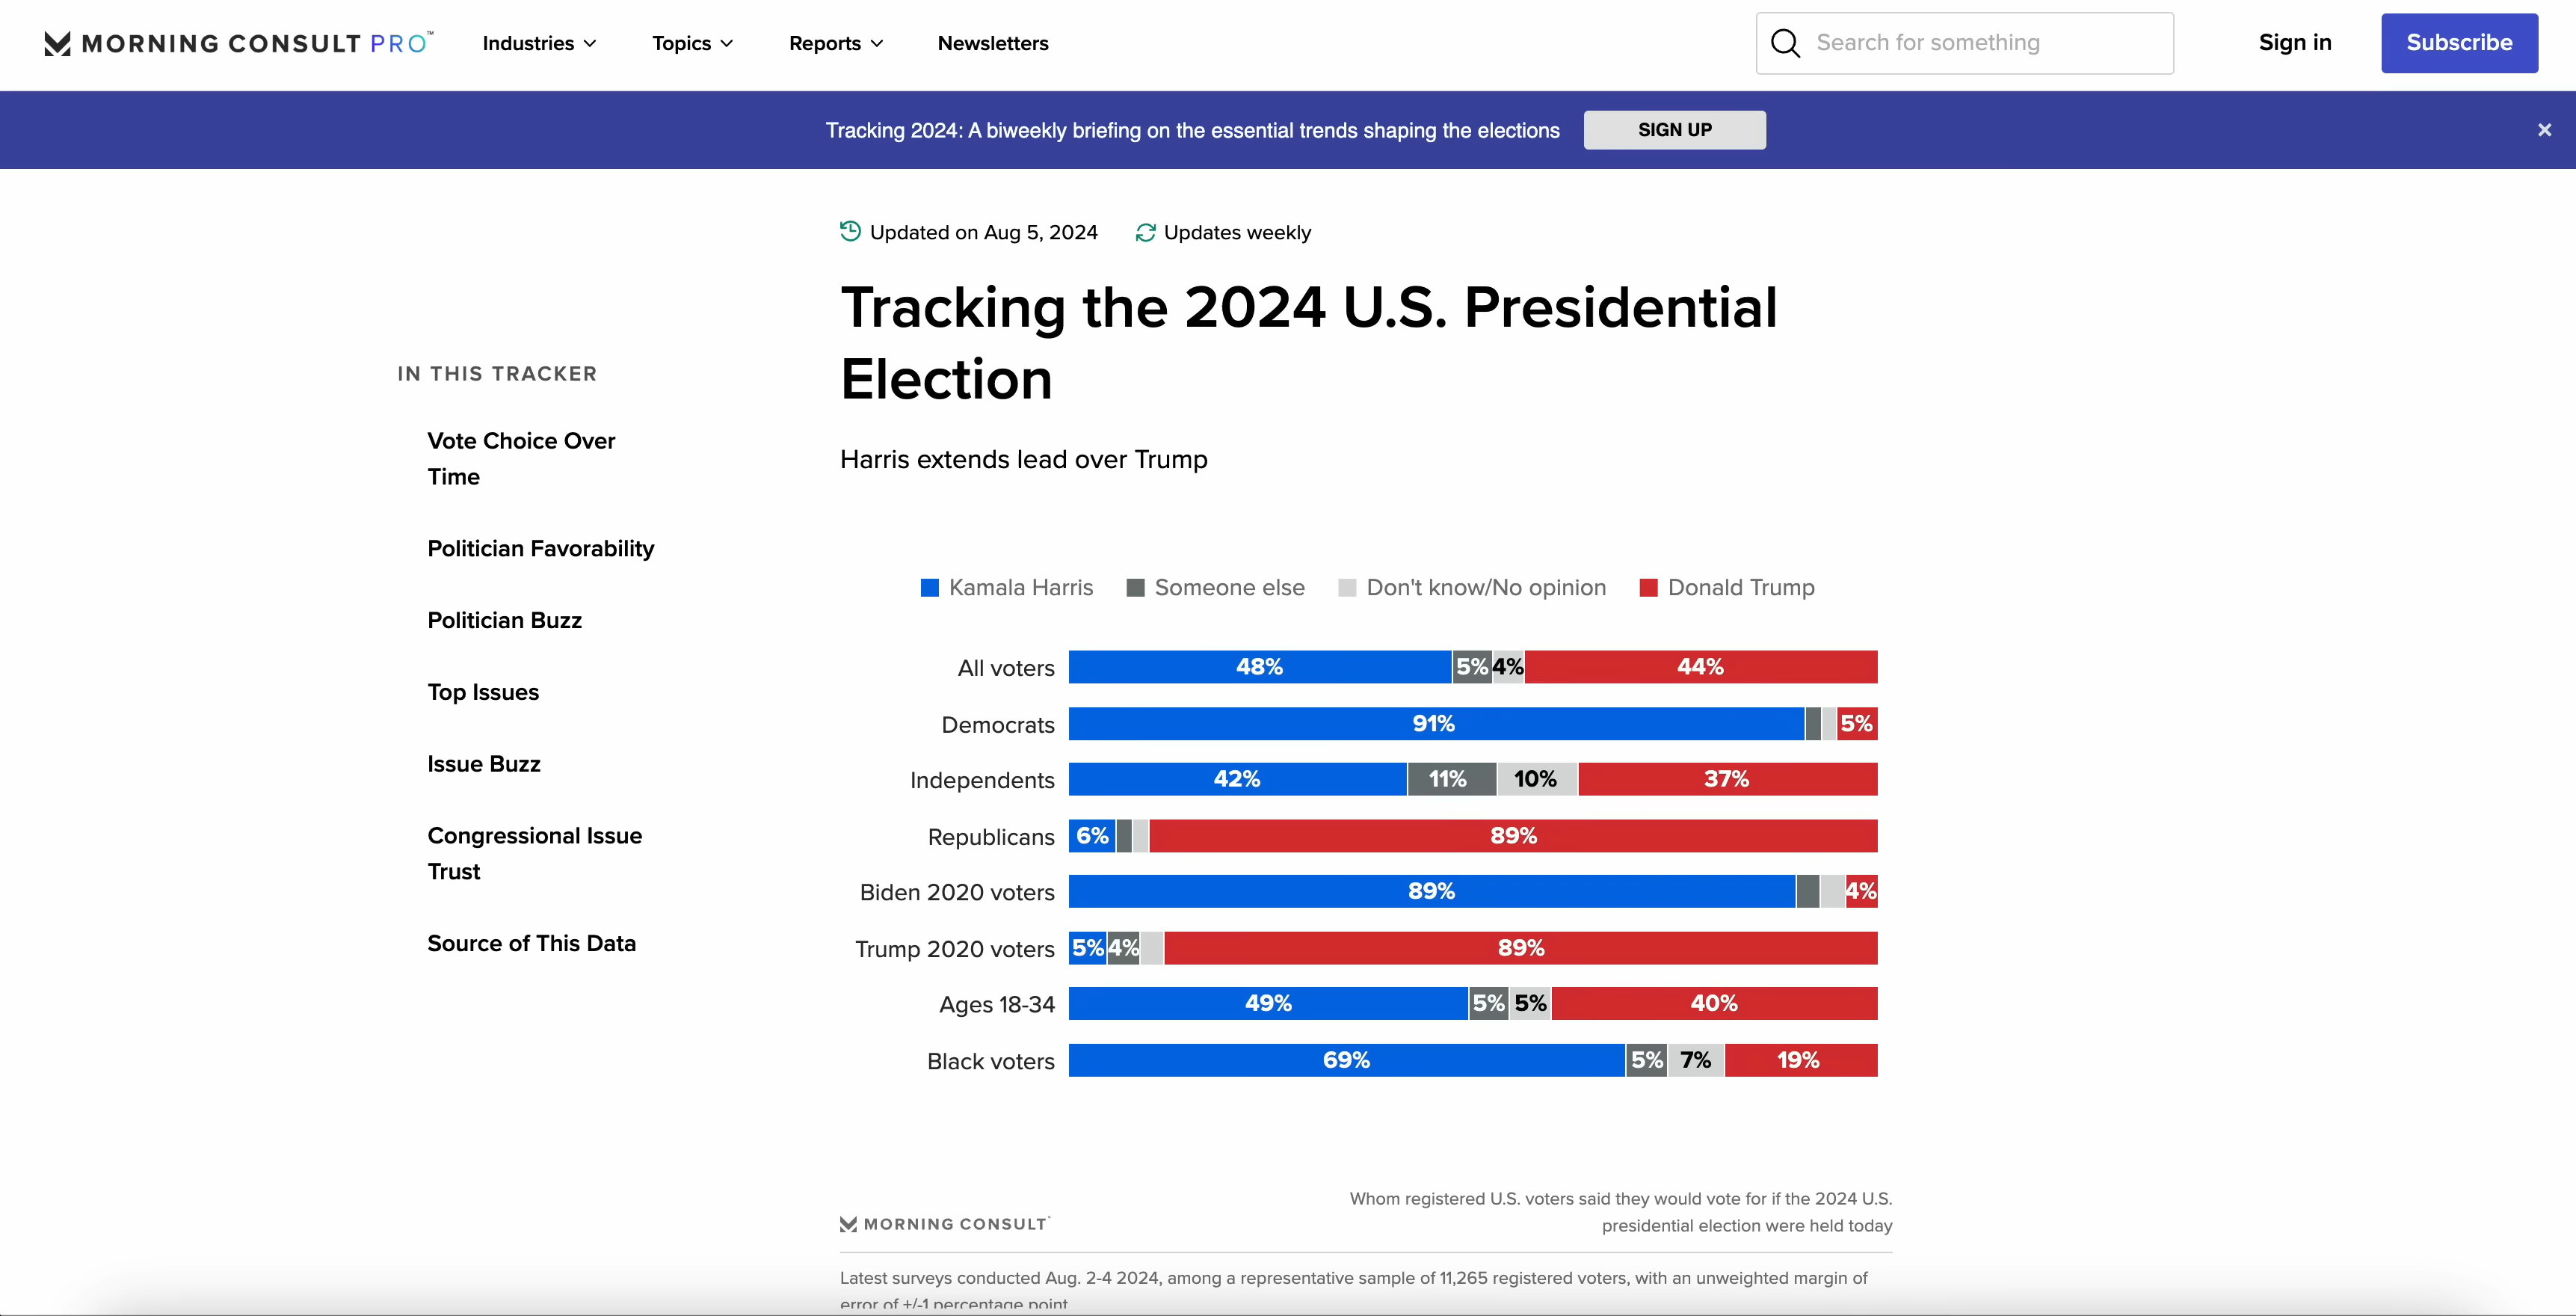 MORNING CONSULT PRO™ Industries Topics Reports Newsletters Search for something Sign in Subscribe
Tracking 2024: A biweekly briefing on the essential trends shaping the elections SIGN UP ×
Updated on Aug 5, 2024 Updates weekly
Tracking the 2024 U.S. Presidential
Election
Harris extends lead over Trump
IN THIS TRACKER
Vote Choice Over
Time
Politician Favorability
Politician Buzz
Top Issues
Issue Buzz
Congressional Issue
Trust
Source of This Data
Kamala Harris Someone else Don't know/No opinion Donald Trump
All voters 48% 5% 4% 44%
Democrats 91% 5%
Independents 42% 11% 10% 37%
Republicans 6% 89%
Biden 2020 voters 89% 4%
Trump 2020 voters 5% 4% 89%
Ages 18-34 49% 5% 5% 40%
Black voters 69% 5% 7% 19%
Whom registered U.S. voters said they would vote for if the 2024 U.S.
presidential election were held today
MORNING CONSULT
Latest surveys conducted Aug. 2-4 2024, among a representative sample of 11,265 registered voters, with an unweighted margin of
error of +/-1 percentage point